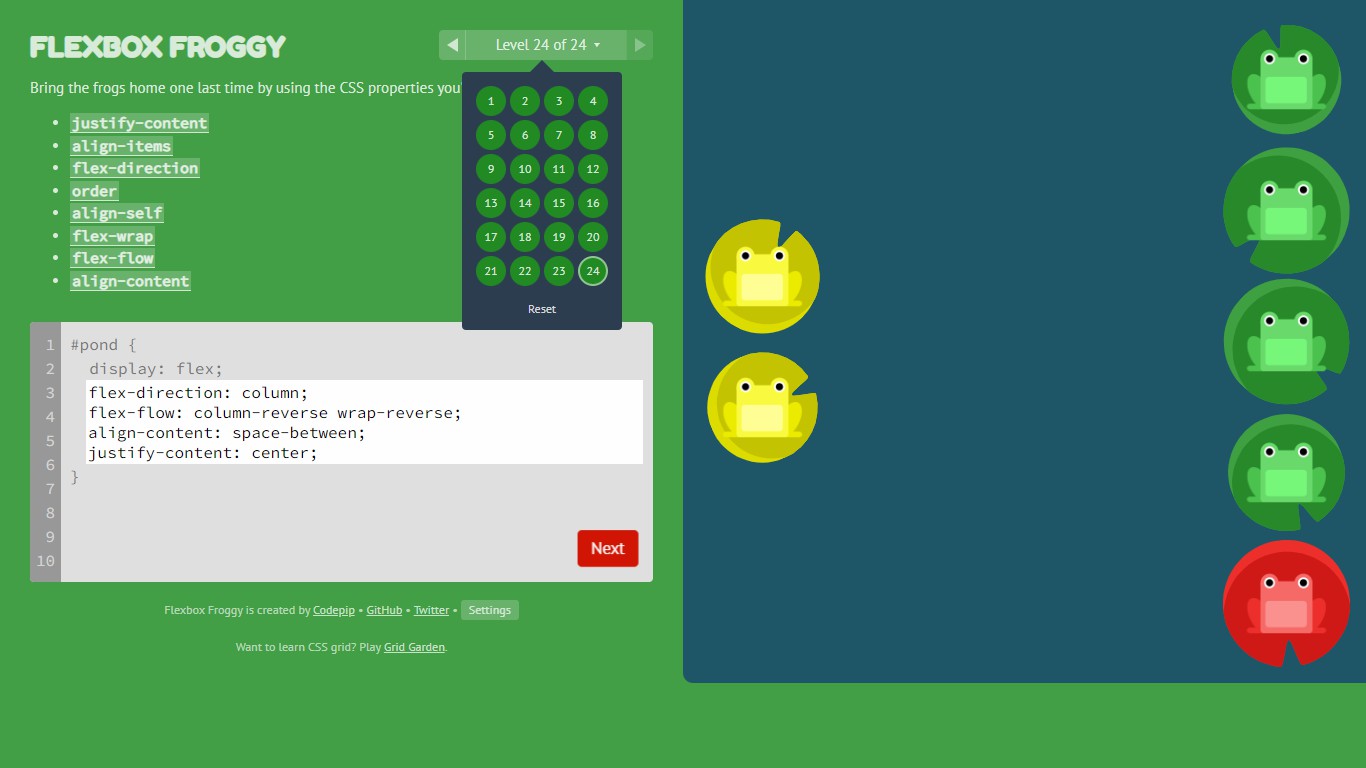 FLEXBOX FROGGY
◀ Level 24 of 24 ▼ ▶
Bring the frogs home one last time by using the CSS properties you
• justify-content
• align-items
• flex-direction
• order
• align-self
• flex-wrap
• flex-flow
• align-content
1 2 3 4
5 6 7 8
9 10 11 12
13 14 15 16
17 18 19 20
21 22 23 24
Reset
1 #pond {
2 display: flex;
3 flex-direction: column;
4 flex-flow: column-reverse wrap-reverse;
5 align-content: space-between;
6 justify-content: center;
7 }
8
9
10
Next
Flexbox Froggy is created by Codepip • GitHub • Twitter • Settings
Want to learn CSS grid? Play Grid Garden.